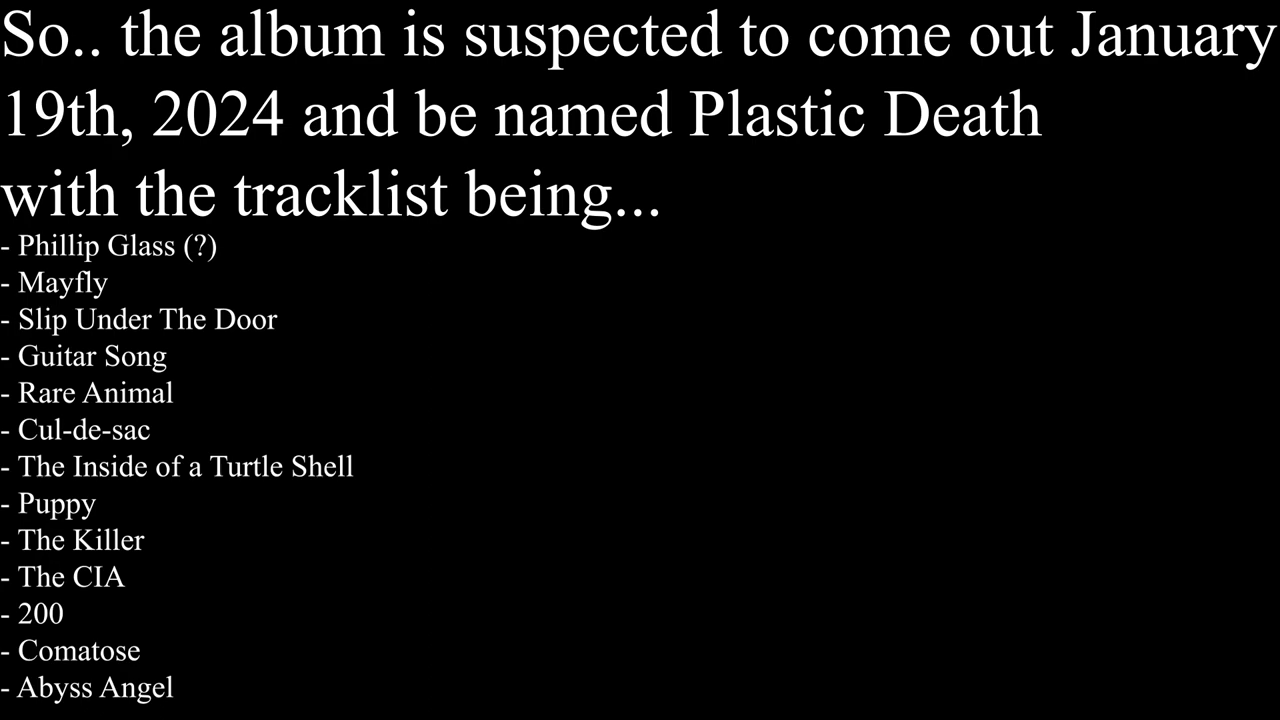 So.. the album is suspected to come out January
19th, 2024 and be named Plastic Death
with the tracklist being...
- Phillip Glass (?)
- Mayfly
- Slip Under The Door
- Guitar Song
- Rare Animal
- Cul-de-sac
- The Inside of a Turtle Shell
- Puppy
- The Killer
- The CIA
- 200
- Comatose
- Abyss Angel